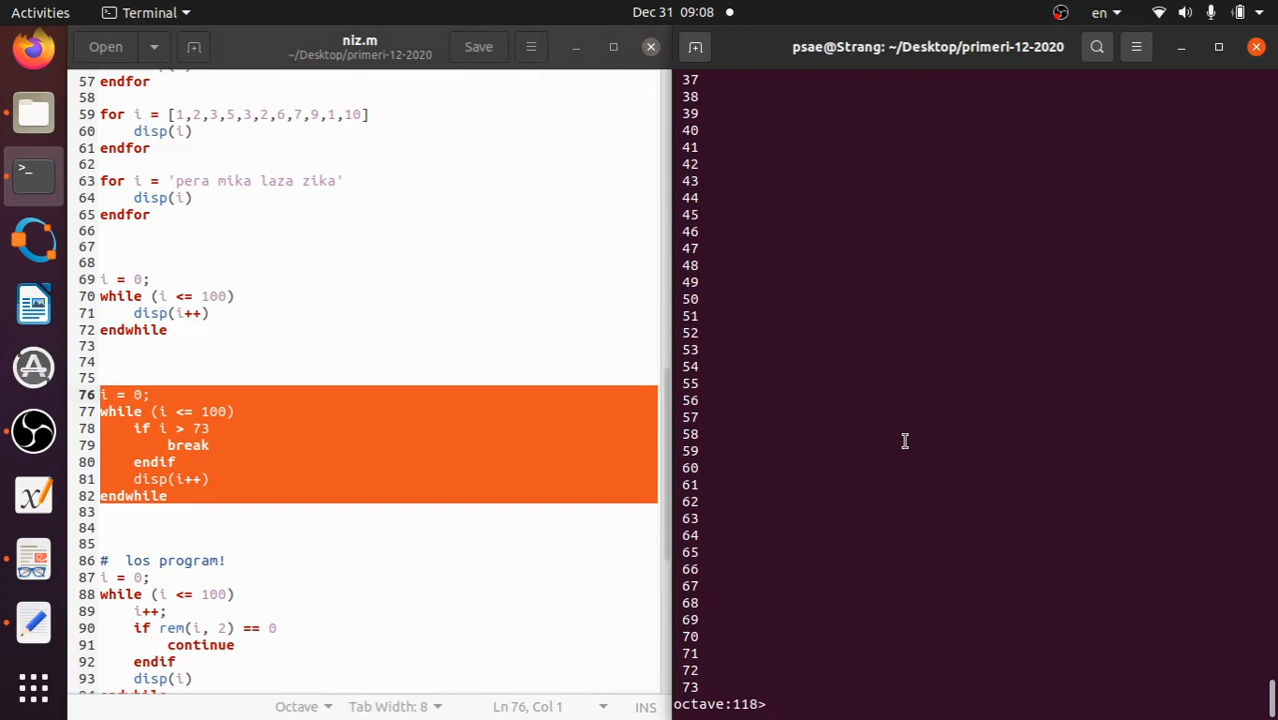 Activities
Terminal
Dec 31 09:08
en
Open
niz.m
~/Desktop/primeri-12-2020
Save
psae@Strang: ~/Desktop/primeri-12-2020
57 endfor
58
59 for i = [1,2,3,5,3,2,6,7,9,1,10]
60 disp(i)
61 endfor
62
63 for i = 'pera mika laza zika'
64 disp(i)
65 endfor
66
67
68
69 i = 0;
70 while (i <= 100)
71 disp(i++)
72 endwhile
73
74
75
76 i = 0;
77 while (i <= 100)
78 if i > 73
79 break
80 endif
81 disp(i++)
82 endwhile
83
84
85
86 # los program!
87 i = 0;
88 while (i <= 100)
89 i++;
90 if rem(i, 2) == 0
91 continue
92 endif
93 disp(i)
Octave
Tab Width: 8
Ln 76, Col 1
INS
37
38
39
40
41
42
43
44
45
46
47
48
49
50
51
52
53
54
55
56
57
58
59
60
61
62
63
64
65
66
67
68
69
70
71
72
73
octave:118>